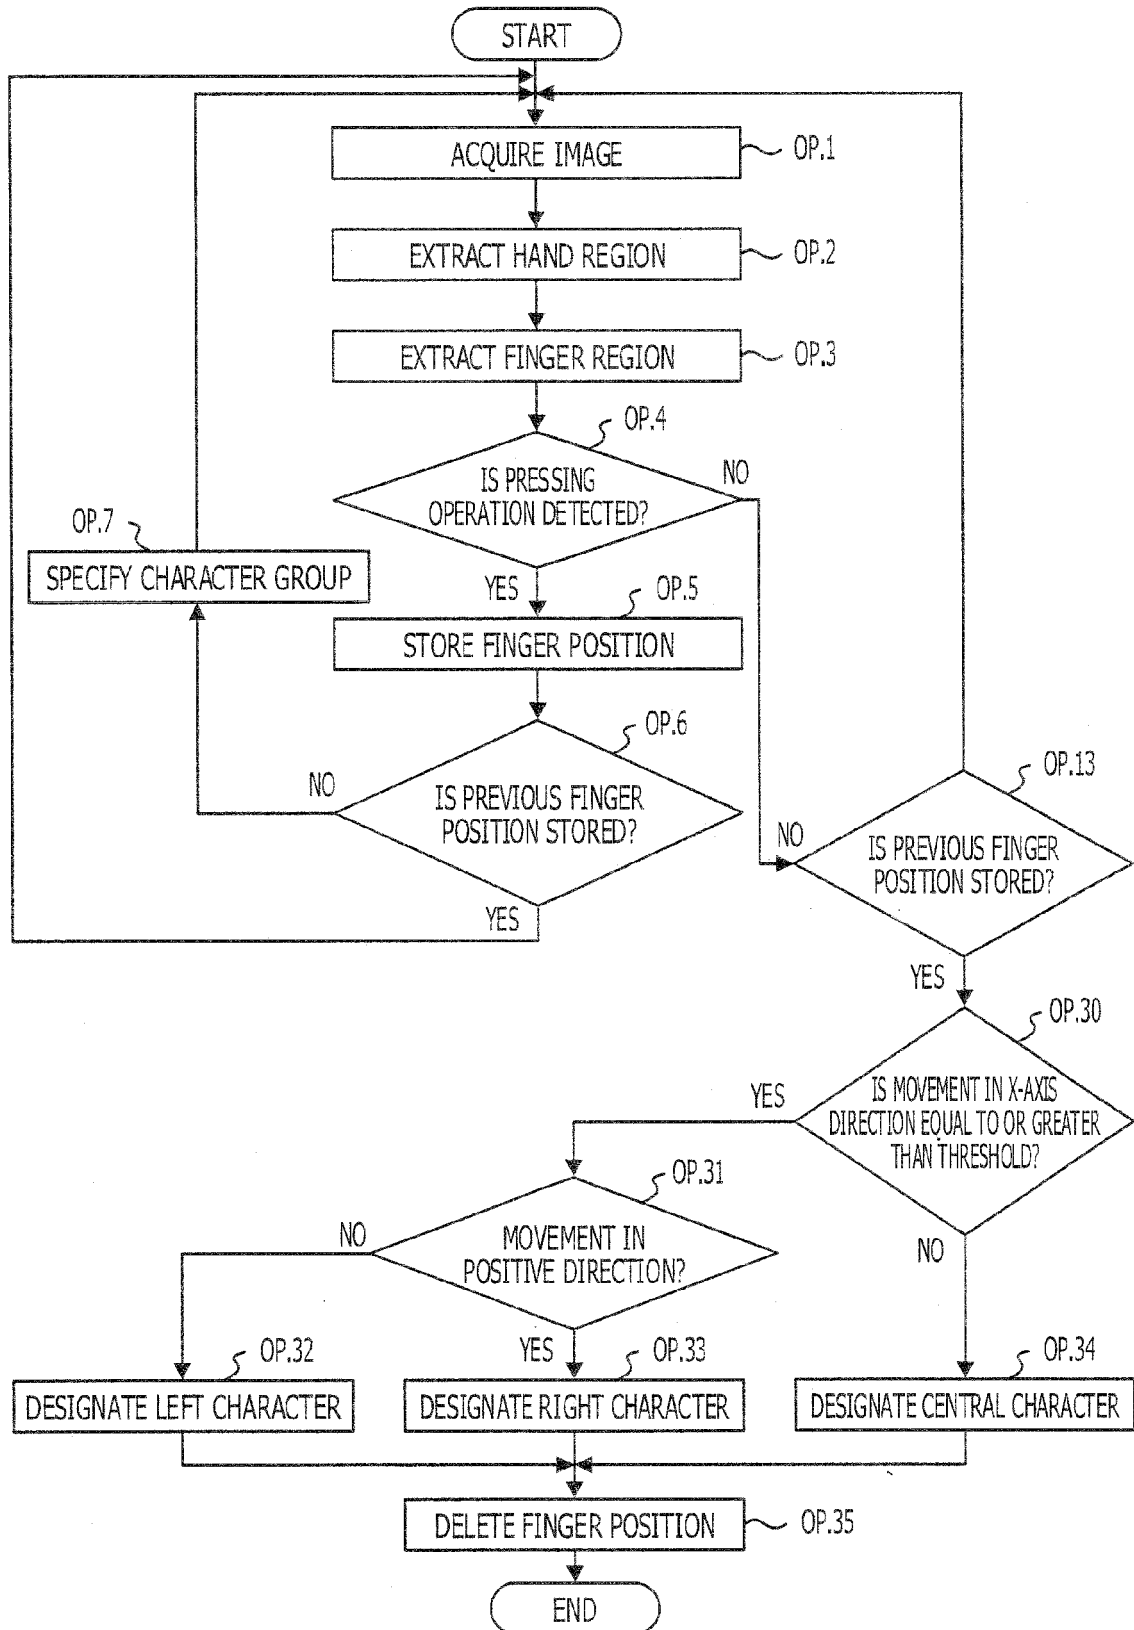 START
ACQUIRE IMAGE
OP.1
EXTRACT HAND REGION
OP.2
EXTRACT FINGER REGION
OP.3
OP.4
IS PRESSING
OPERATION DETECTED?
NO
OP.7
SPECIFY CHARACTER GROUP
YES
OP.5
STORE FINGER POSITION
OP.6
NO
IS PREVIOUS FINGER
POSITION STORED?
YES
OP.13
NO
IS PREVIOUS FINGER
POSITION STORED?
YES
OP.30
YES
IS MOVEMENT IN X-AXIS
DIRECTION EQUAL TO OR GREATER
THAN THRESHOLD?
OP.31
NO
MOVEMENT IN
POSITIVE DIRECTION?
NO
YES
OP.32
OP.33
OP.34
DESIGNATE LEFT CHARACTER
DESIGNATE RIGHT CHARACTER
DESIGNATE CENTRAL CHARACTER
DELETE FINGER POSITION
OP.35
END